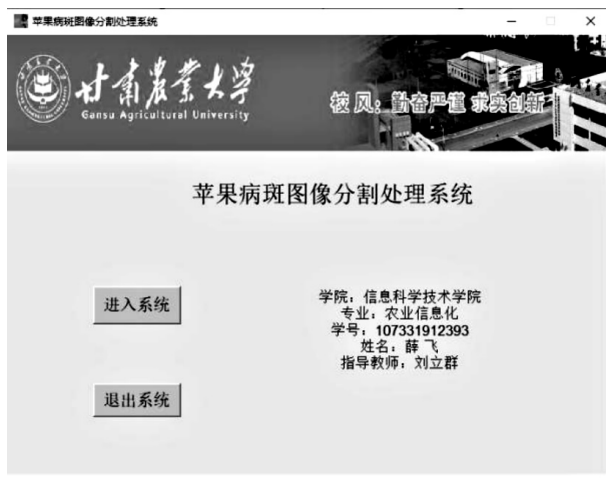 苹果病斑图像分割处理系统
甘肃农业大学
Gansu Agricultural University
校风：勤奋严谨 求实创新
苹果病斑图像分割处理系统
进入系统
退出系统
学院：信息科学技术学院
专业：农业信息化
学号：107331912393
姓名：薛 飞
指导教师：刘立群